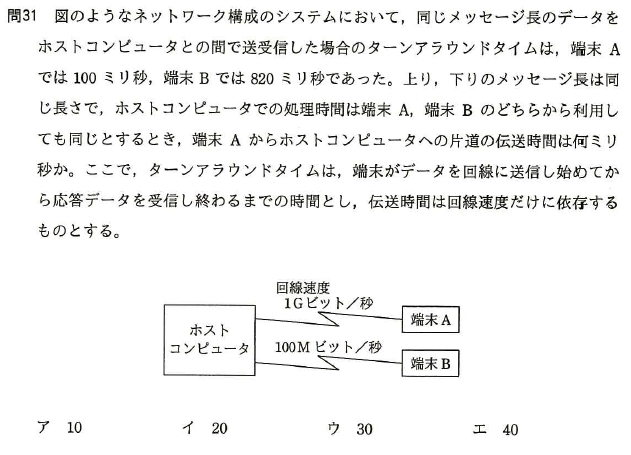 問31 図のようなネットワーク構成のシステムにおいて，同じメッセージ長のデータを
ホストコンピュータとの間で送受信した場合のターンアラウンドタイムは，端末 A
では 100 ミリ秒，端末 B では 820 ミリ秒であった。上り，下りのメッセージ長は同
じ長さで，ホストコンピュータでの処理時間は端末 A，端末 B のどちらから利用し
ても同じとするとき，端末 A からホストコンピュータへの片道の伝送時間は何ミリ
秒か。ここで，ターンアラウンドタイムは，端末がデータを回線に送信し始めてか
ら応答データを受信し終わるまでの時間とし，伝送時間は回線速度だけに依存する
ものとする。
回線速度
1Gビット／秒
端末A
ホスト
コンピュータ
100Mビット／秒
端末B
ア 10 イ 20 ウ 30 エ 40